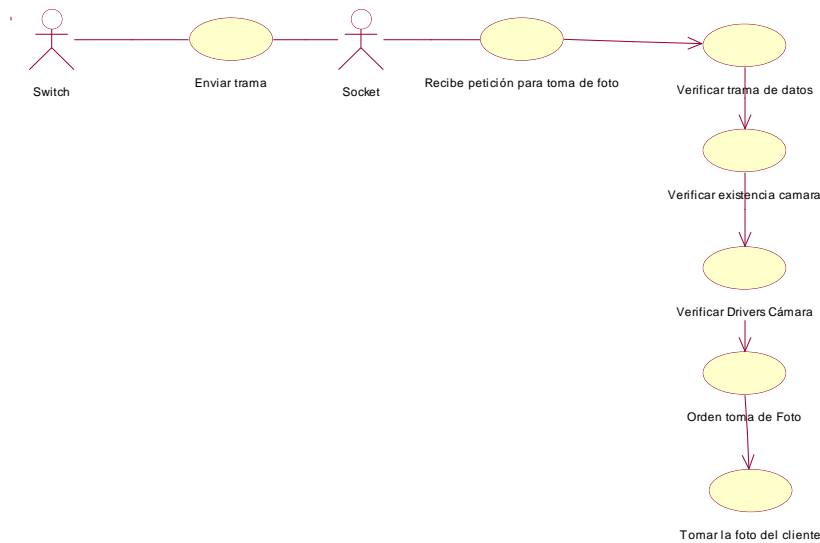 Switch
Enviar trama
Socket
Recibe petición para toma de foto
Verificar trama de datos
Verificar existencia camara
Verificar Drivers Cámara
Orden toma de Foto
Tomar la foto del cliente